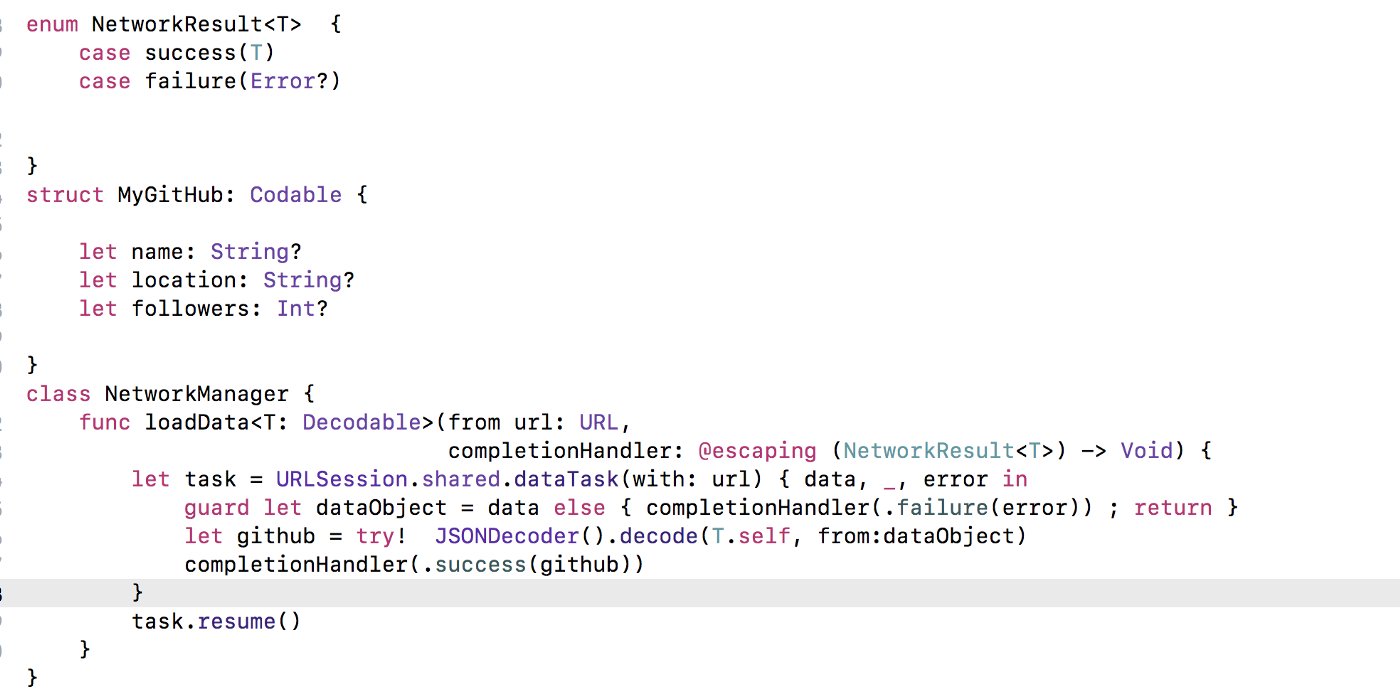 enum NetworkResult<T>  {
    case success(T)
    case failure(Error?)
}
struct MyGitHub: Codable {
    let name: String?
    let location: String?
    let followers: Int?
}
class NetworkManager {
    func loadData<T: Decodable>(from url: URL,
                                completionHandler: @escaping (NetworkResult<T>) -> Void) {
        let task = URLSession.shared.dataTask(with: url) { data, _, error in
            guard let dataObject = data else { completionHandler(.failure(error)) ; return }
            let github = try!  JSONDecoder().decode(T.self, from:dataObject)
            completionHandler(.success(github))
        }
        task.resume()
    }
}